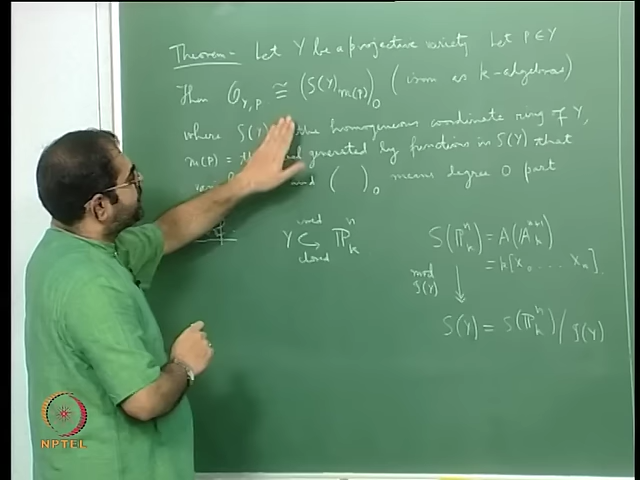 Theorem - Let Y be a projective variety Let P ∈ Y
Then O_{Y,P} ≅ (S(Y)_{m(P)})_0 (isom as k-algebras)
where S(Y) the homogeneous coordinate ring of Y,
m(P) = generated by functions in S(Y) that
and ( )_0 means degree 0 part
Y ↪ P^n_k
irred
closed
S(P^n_k) = A(A^{n+1}_k)
= k[X_0 ... X_n].
mod
I(Y)
S(Y) = S(P^n_k) / I(Y)
NPTEL